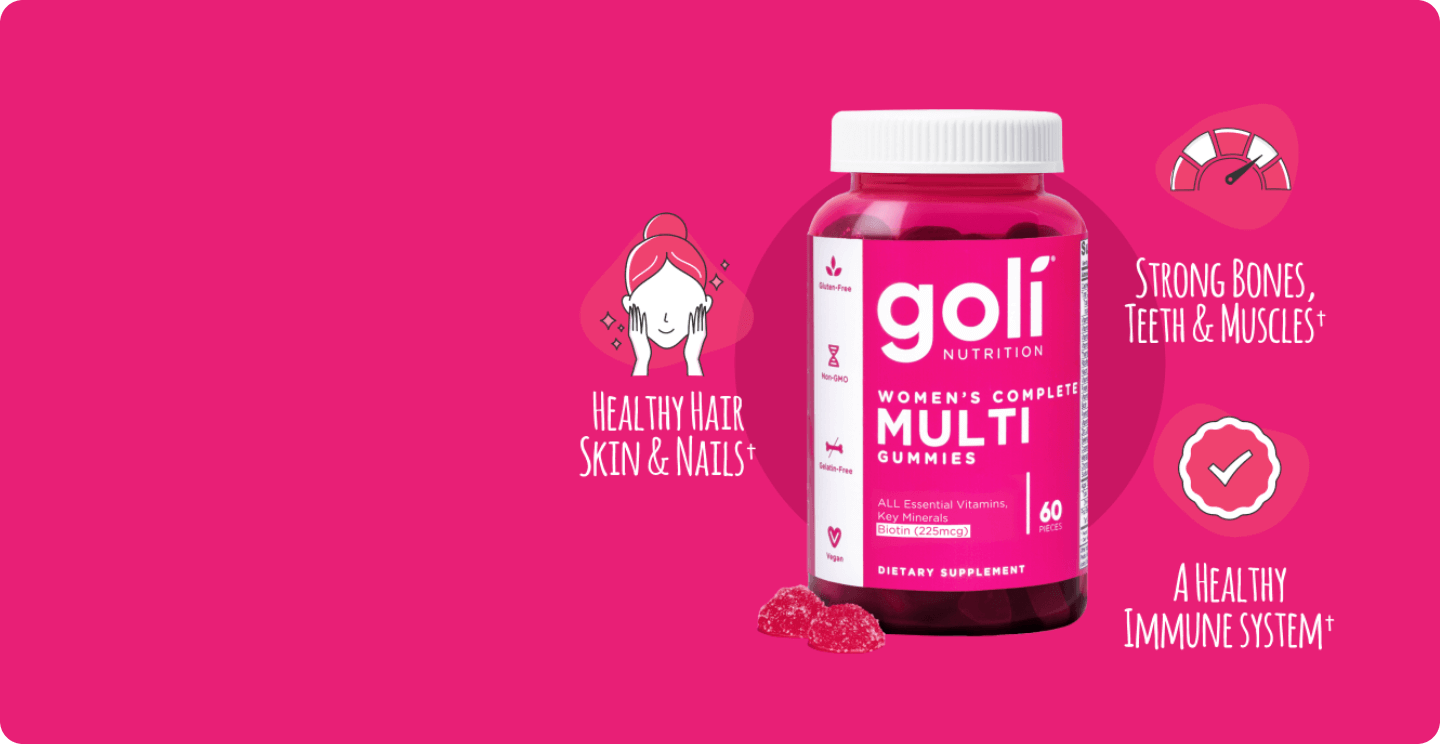 HEALTHY HAIR
SKIN & NAILS†
Gluten-Free
Non-GMO
Gelatin-Free
Vegan
goli®
NUTRITION
WOMEN'S COMPLETE
MULTI
GUMMIES
ALL Essential Vitamins,
Key Minerals
Biotin (225mcg)
60
PIECES
DIETARY SUPPLEMENT
STRONG BONES,
TEETH & MUSCLES†
A HEALTHY
IMMUNE SYSTEM†